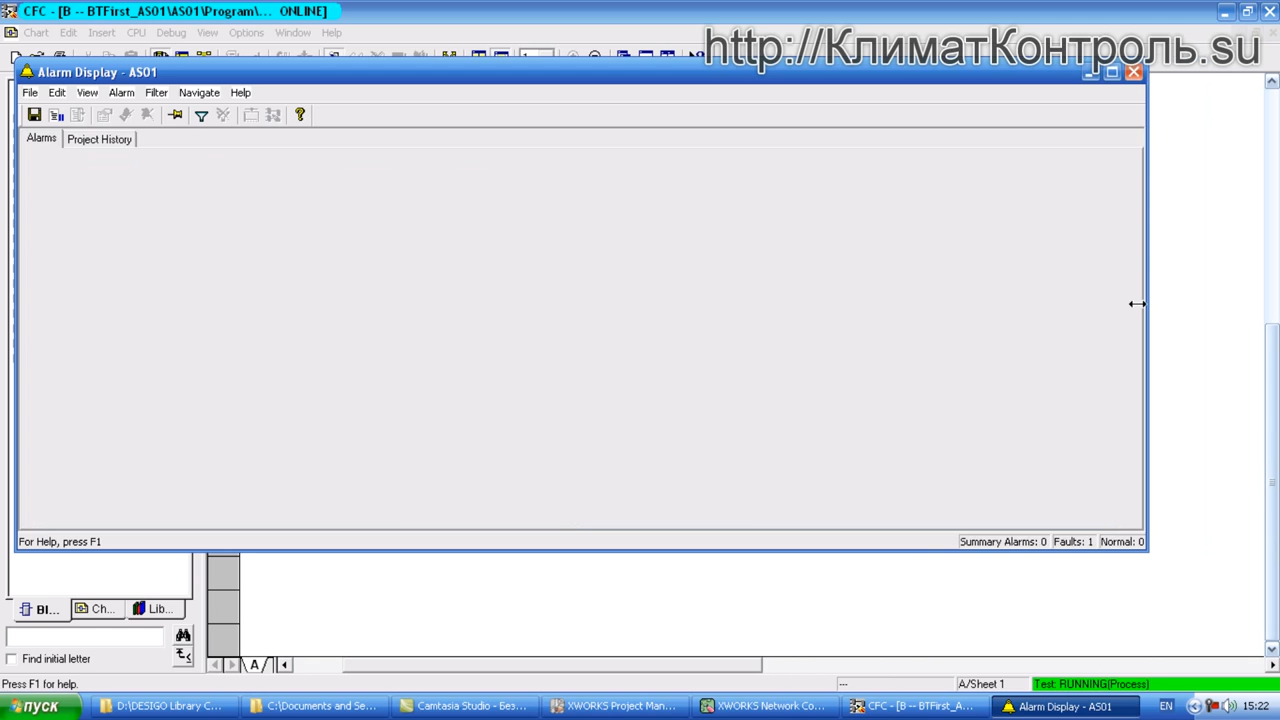 CFC - [B -- BTFirst_AS01\AS01\Program\... ONLINE]
Chart Edit Insert CPU Debug View Options Window Help
http://КлиматКонтроль.su
Alarm Display - AS01
File Edit View Alarm Filter Navigate Help
Alarms Project History
For Help, press F1
Summary Alarms: 0 Faults: 1 Normal: 0
Bl... Ch... Lib...
Find initial letter
A
Press F1 for help.
--- A/Sheet 1 Test: RUNNING(Process)
пуск D:\DESIGO Library C... C:\Documents and Se... Camtasia Studio - Без... XWORKS Project Man... XWORKS Network Co... CFC - [B -- BTFirst_A... Alarm Display - AS01 EN 15:22